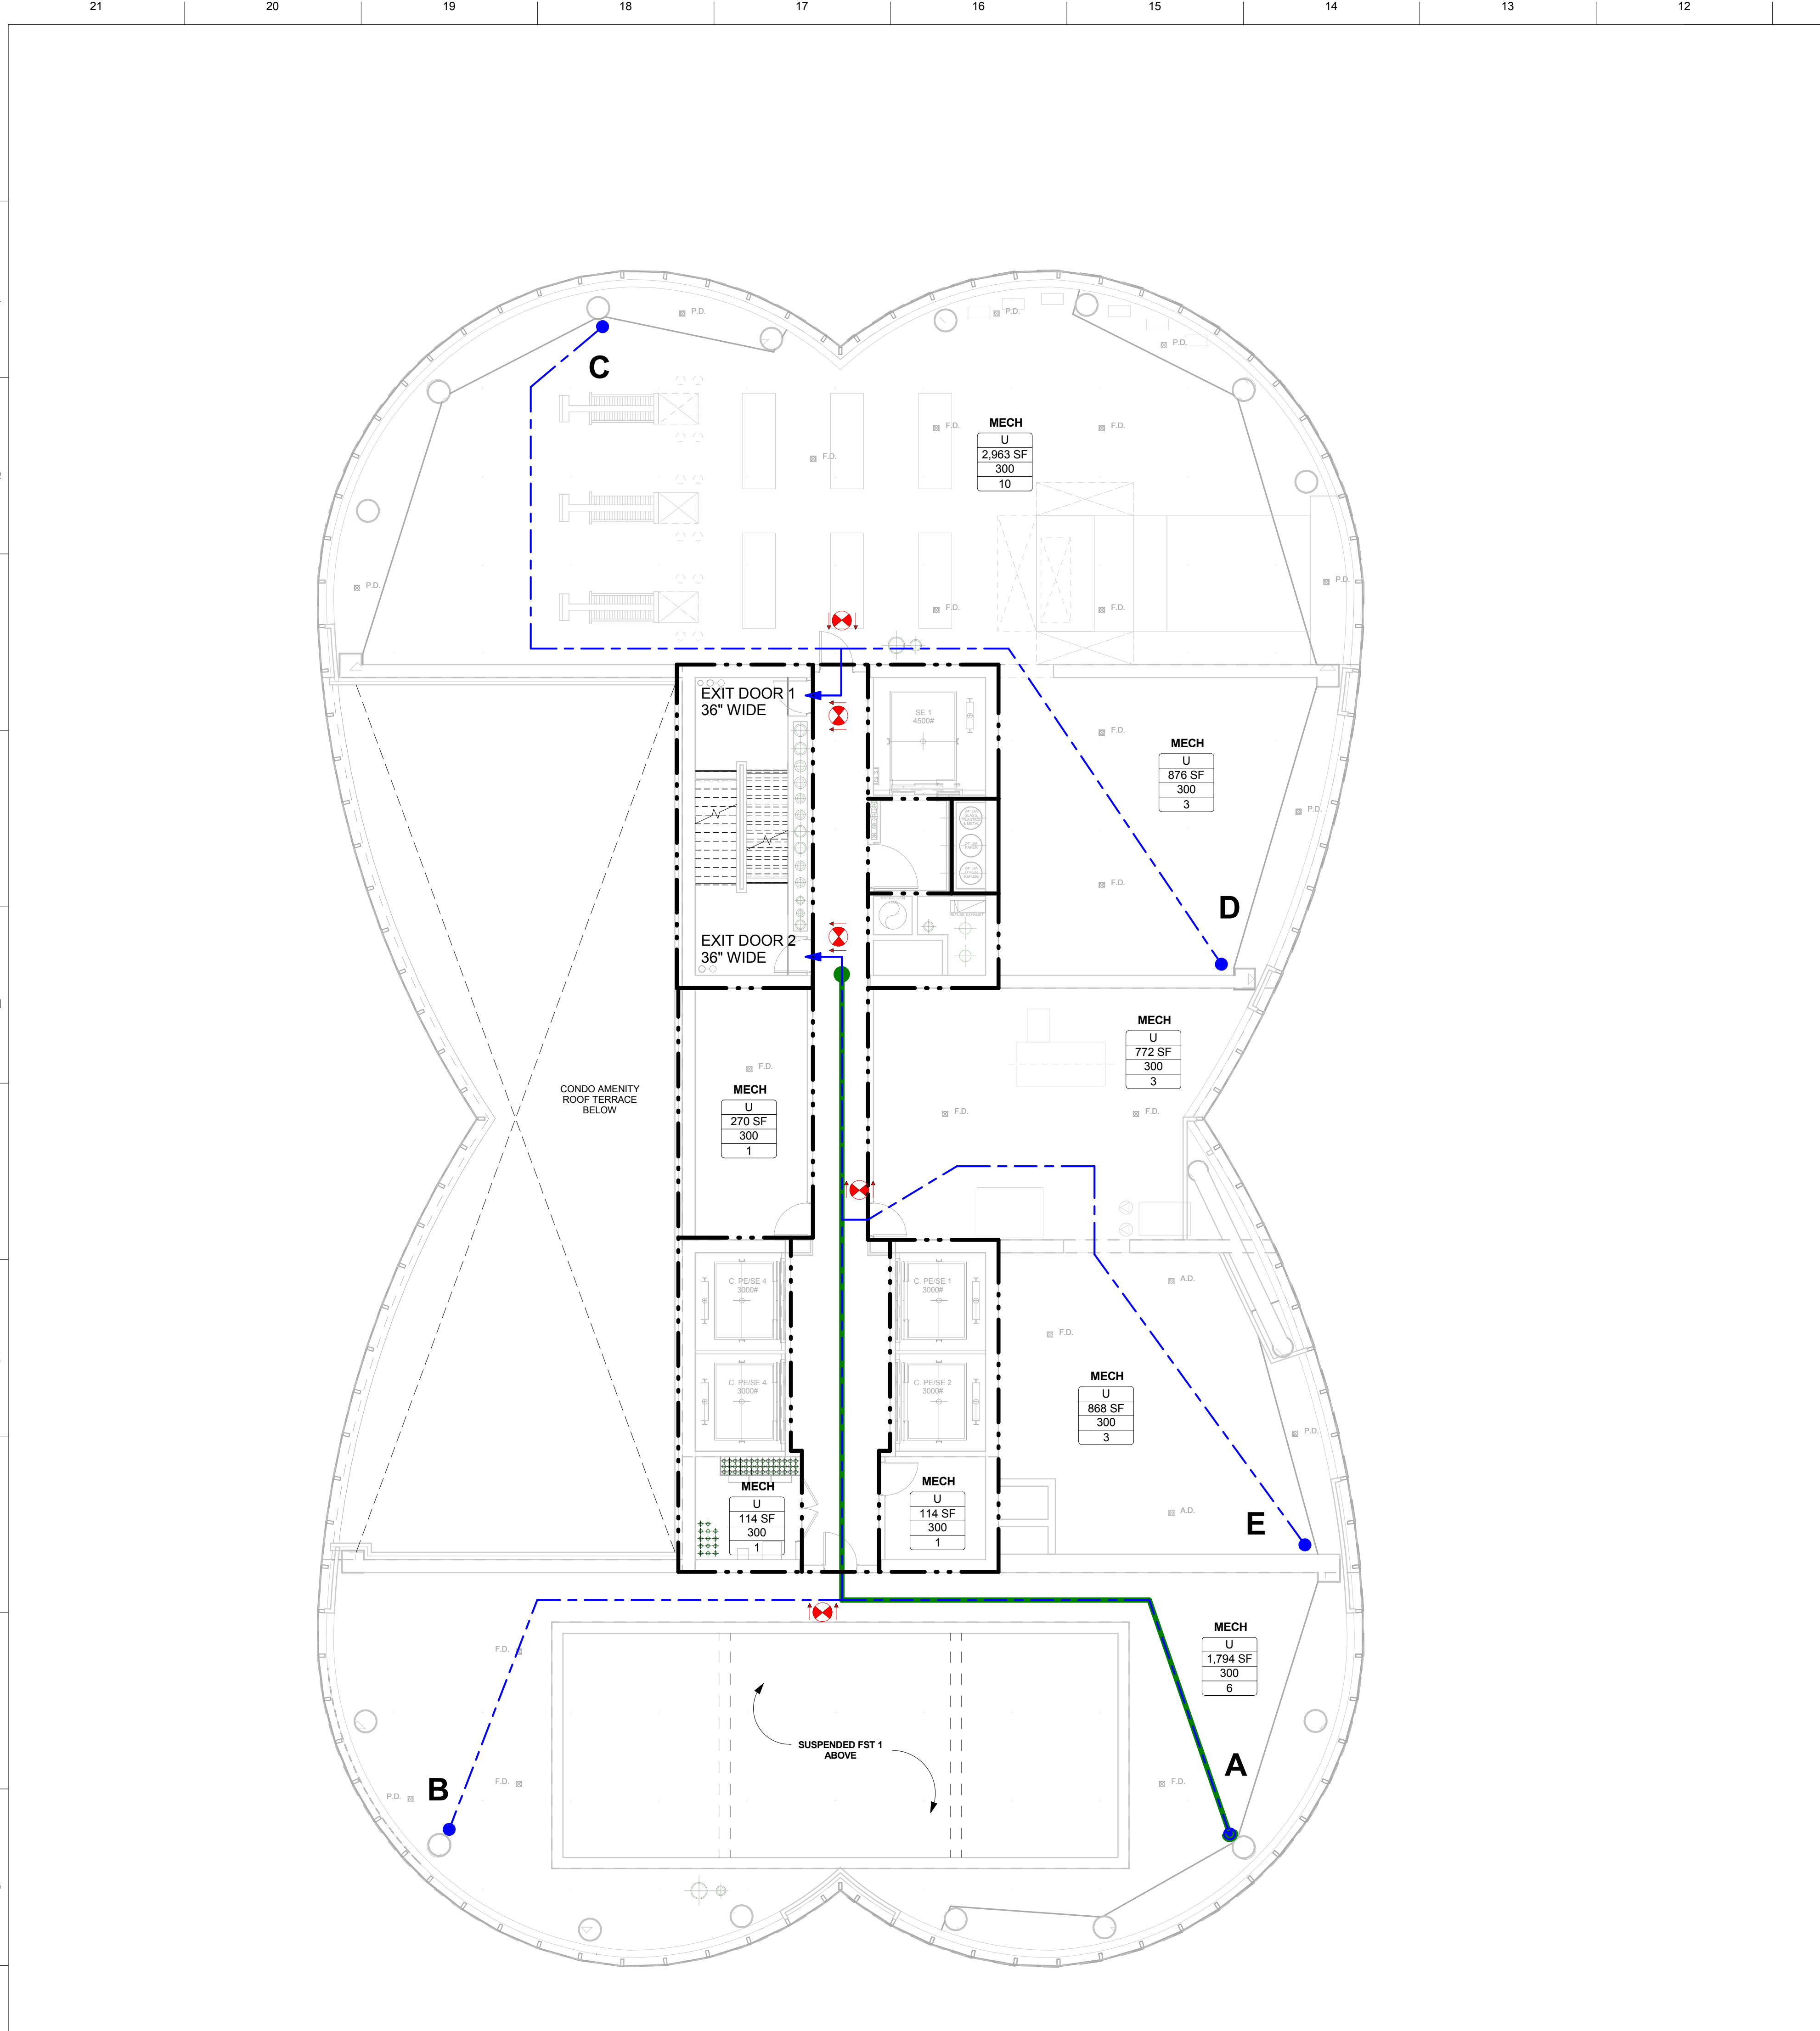 21 20 19 18 17 16 15 14 13 12
P.D.
P.D.
P.D.
C
MECH
U
2,963 SF
300
10
F.D.
F.D.
F.D.
P.D.
P.D.
F.D.
F.D.
EXIT DOOR 1
36" WIDE
SE 1
4500#
F.D.
MECH
U
876 SF
300
3
P.D.
F.D.
D
EXIT DOOR 2
36" WIDE
REFUSE EXHAUST
MECH
U
772 SF
300
3
F.D.
CONDO AMENITY
ROOF TERRACE
BELOW
MECH
U
270 SF
300
1
F.D.
F.D.
C. PE/SE 4
3000#
C. PE/SE 1
3000#
A.D.
F.D.
C. PE/SE 4
3000#
C. PE/SE 2
3000#
MECH
U
868 SF
300
3
P.D.
MECH
U
114 SF
300
1
MECH
U
114 SF
300
1
A.D.
E
F.D.
MECH
U
1,794 SF
300
6
SUSPENDED FST 1
ABOVE
A
B
F.D.
P.D.
F.D.